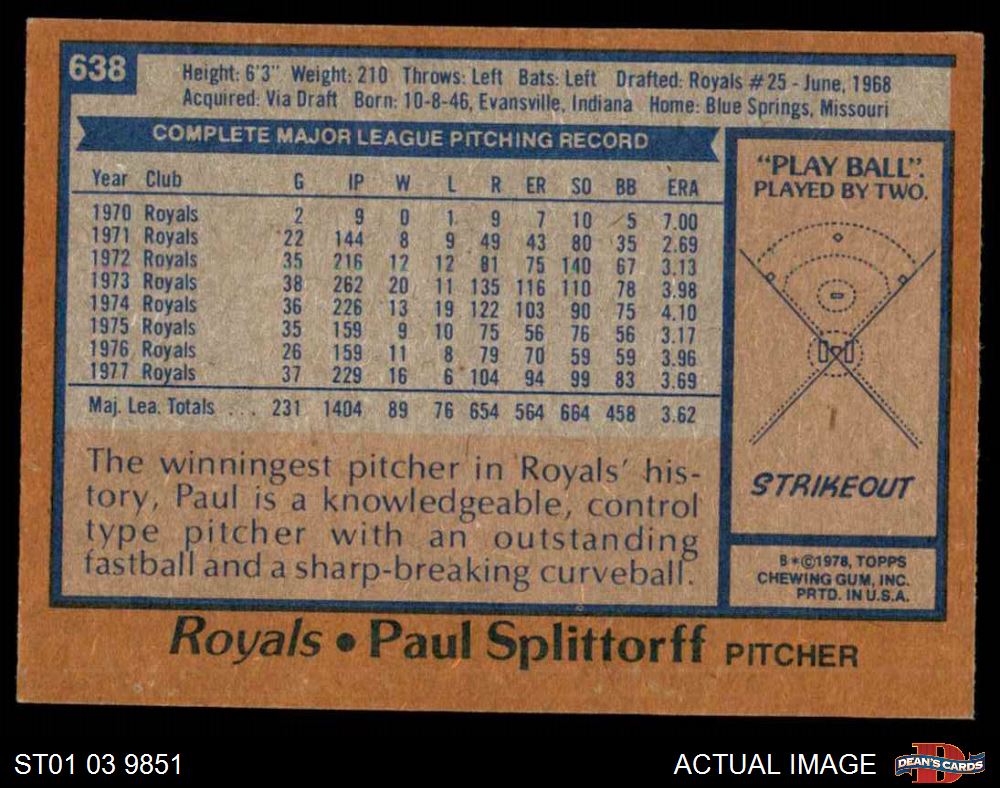 638
Height: 6'3" Weight: 210 Throws: Left Bats: Left Drafted: Royals #25 - June, 1968
Acquired: Via Draft Born: 10-8-46, Evansville, Indiana Home: Blue Springs, Missouri
COMPLETE MAJOR LEAGUE PITCHING RECORD
Year Club G IP W L R ER SO BB ERA
1970 Royals 2 9 0 1 9 7 10 5 7.00
1971 Royals 22 144 8 9 49 43 80 35 2.69
1972 Royals 35 216 12 12 81 75 140 67 3.13
1973 Royals 38 262 20 11 135 116 110 78 3.98
1974 Royals 36 226 13 19 122 103 90 75 4.10
1975 Royals 35 159 9 10 75 56 76 56 3.17
1976 Royals 26 159 11 8 79 70 59 59 3.96
1977 Royals 37 229 16 6 104 94 99 83 3.69
Maj. Lea. Totals ... 231 1404 89 76 654 564 664 458 3.62
The winningest pitcher in Royals' his-
tory, Paul is a knowledgeable, control
type pitcher with an outstanding
fastball and a sharp-breaking curveball.
"PLAY BALL".
PLAYED BY TWO.
STRIKEOUT
B*©1978, TOPPS
CHEWING GUM, INC.
PRTD. IN U.S.A.
Royals • Paul Splittorff PITCHER
ST01 03 9851
ACTUAL IMAGE
DEAN'S CARDS